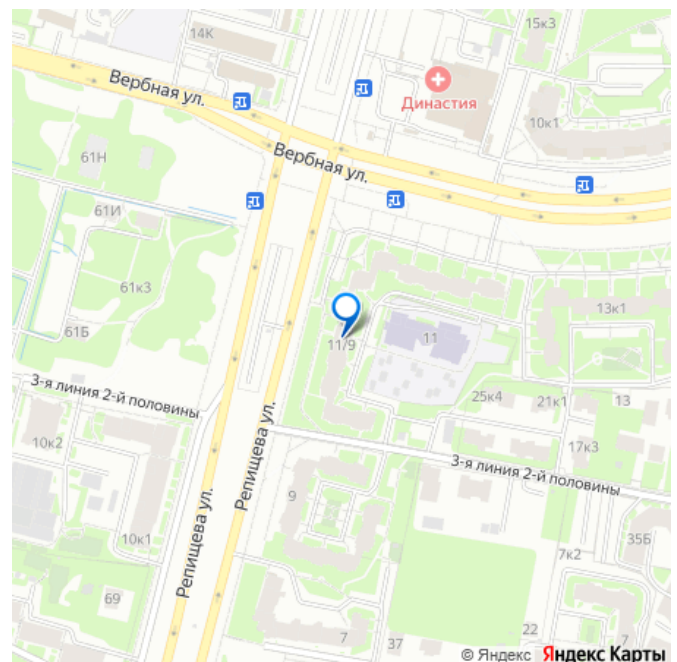 14К
15к3
Вербная ул.
Династия
10к1
61Н
Вербная ул.
61И
61к3
13к1
61Б
11/9
11
3-я линия 2-й половины
25к4
21к1
13
10к2
17к3
3-я линия 2-й половины
Репищева ул.
9
10к1
35Б
7к2
Репищева ул.
69
22
7
37
7
© Яндекс Яндекс Карты